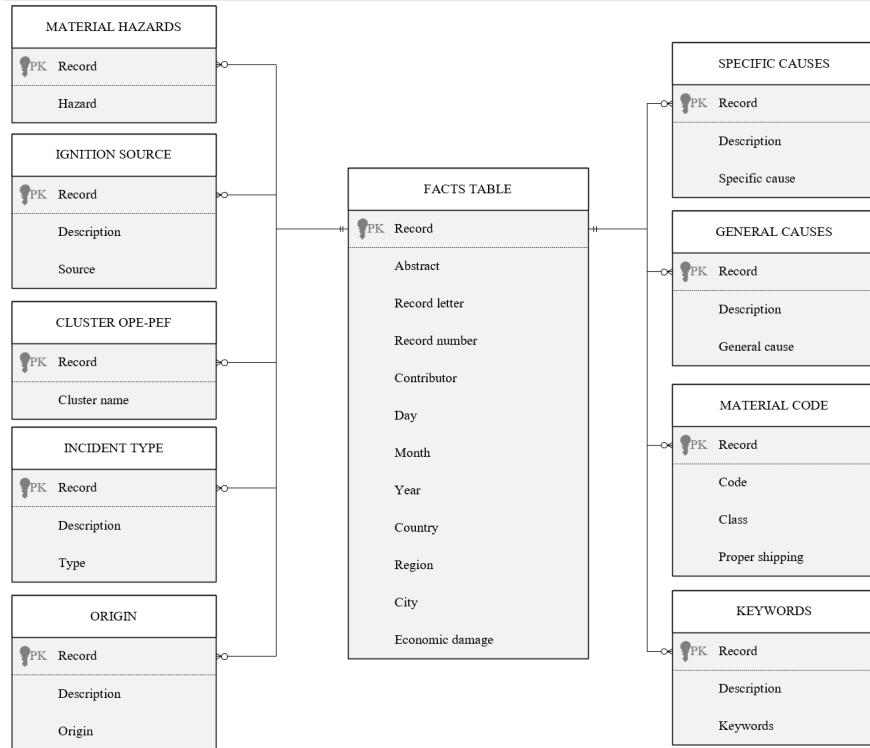 MATERIAL HAZARDS
PK Record
Hazard
IGNITION SOURCE
PK Record
Description
Source
CLUSTER OPE-PEF
PK Record
Cluster name
INCIDENT TYPE
PK Record
Description
Type
ORIGIN
PK Record
Description
Origin
FACTS TABLE
PK Record
Abstract
Record letter
Record number
Contributor
Day
Month
Year
Country
Region
City
Economic damage
SPECIFIC CAUSES
PK Record
Description
Specific cause
GENERAL CAUSES
PK Record
Description
General cause
MATERIAL CODE
PK Record
Code
Class
Proper shipping
KEYWORDS
PK Record
Description
Keywords